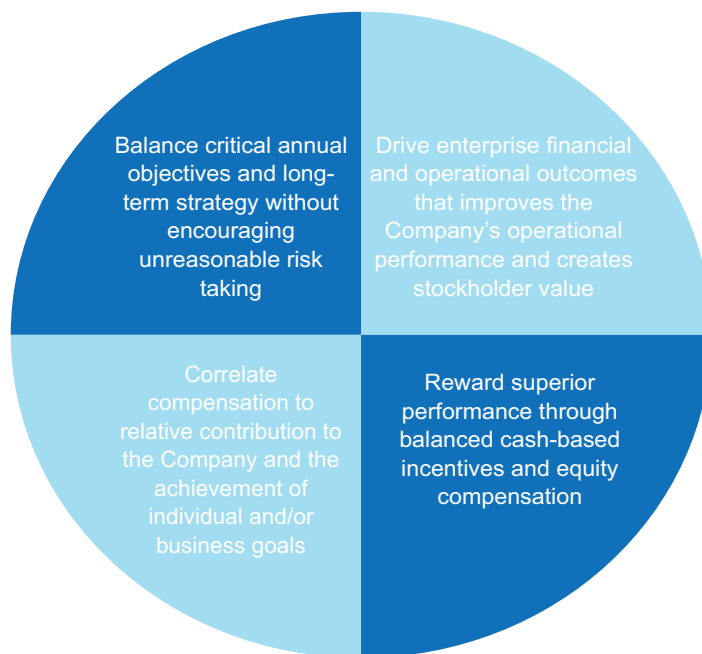 Balance critical annual
objectives and long-
term strategy without
encouraging
unreasonable risk
taking
Drive enterprise financial
and operational outcomes
that improves the
Company’s operational
performance and creates
stockholder value
Correlate
compensation to
relative contribution to
the Company and the
achievement of
individual and/or
business goals
Reward superior
performance through
balanced cash-based
incentives and equity
compensation